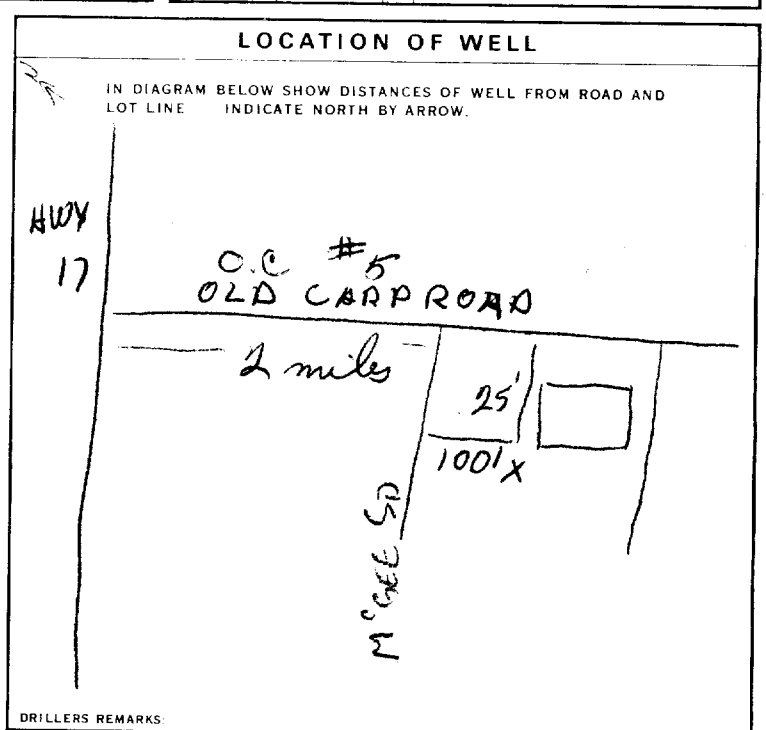 LOCATION OF WELL
IN DIAGRAM BELOW SHOW DISTANCES OF WELL FROM ROAD AND
LOT LINE INDICATE NORTH BY ARROW.
HWY
17
O.C #5
OLD CARP ROAD
2 miles
25'
100' X
McGEE SD
DRILLERS REMARKS: